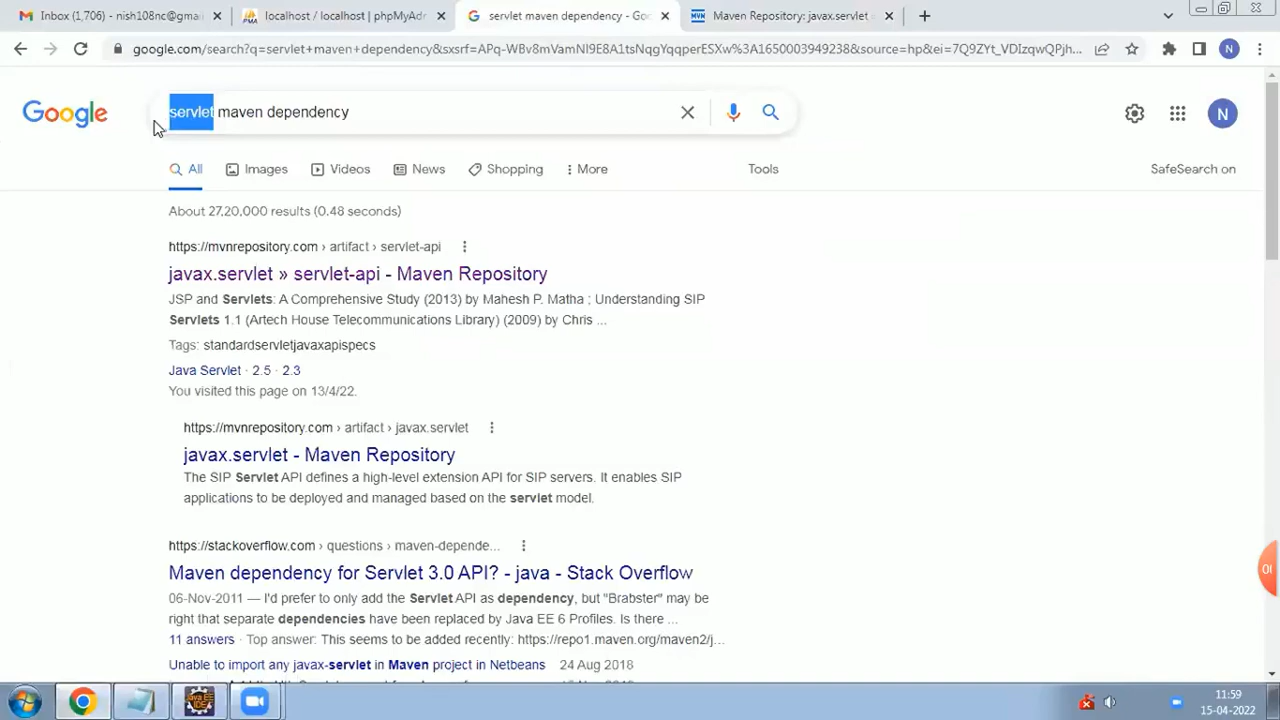 Inbox (1,706) - nish108nc@gmai
localhost / localhost | phpMyAdm
servlet maven dependency - Goo
MVN Maven Repository: javax.servlet »
google.com/search?q=servlet+maven+dependency&sxsrf=APq-WBv8mVamNI9E8A1tsNqgYqqperESXw%3A1650003949238&source=hp&ei=7Q9ZYt_VDIzqwQPjh...
N
Google
servlet maven dependency
N
All
Images
Videos
News
Shopping
More
Tools
SafeSearch on
About 27,20,000 results (0.48 seconds)
https://mvnrepository.com › artifact › servlet-api
javax.servlet » servlet-api - Maven Repository
JSP and Servlets: A Comprehensive Study (2013) by Mahesh P. Matha ; Understanding SIP
Servlets 1.1 (Artech House Telecommunications Library) (2009) by Chris ...
Tags: standardservletjavaxapispecs
Java Servlet · 2.5 · 2.3
You visited this page on 13/4/22.
https://mvnrepository.com › artifact › javax.servlet
javax.servlet - Maven Repository
The SIP Servlet API defines a high-level extension API for SIP servers. It enables SIP
applications to be deployed and managed based on the servlet model.
https://stackoverflow.com › questions › maven-depende...
Maven dependency for Servlet 3.0 API? - java - Stack Overflow
06-Nov-2011 — I'd prefer to only add the Servlet API as dependency, but "Brabster" may be
right that separate dependencies have been replaced by Java EE 6 Profiles. Is there ...
11 answers · Top answer: This seems to be added recently: https://repo1.maven.org/maven2/j...
Unable to import any javax-servlet in Maven project in Netbeans 24 Aug 2018
Java EE
IDE
11:59
15-04-2022